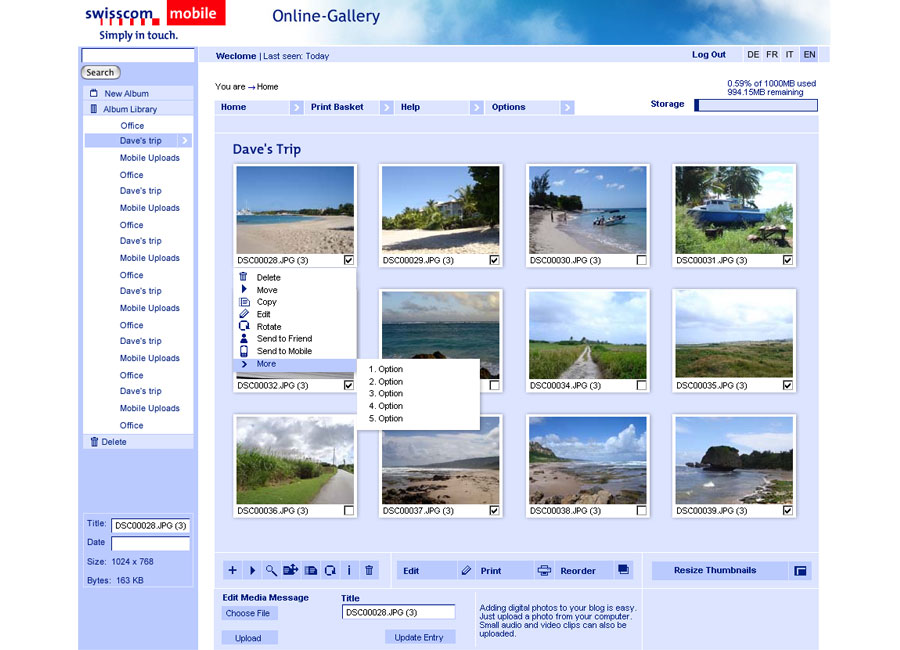 swisscom mobile
Simply in touch.
Online-Gallery
Weclome | Last seen: Today
Log Out DE FR IT EN
Search
You are → Home
0.59% of 1000MB used
994.15MB remaining
Storage
Home Print Basket Help Options
New Album
Album Library
Office
Dave's trip
Mobile Uploads
Office
Dave's trip
Mobile Uploads
Office
Dave's trip
Mobile Uploads
Office
Dave's trip
Mobile Uploads
Office
Dave's trip
Mobile Uploads
Office
Dave's trip
Mobile Uploads
Office
Delete
Title: DSC00028.JPG (3)
Date
Size: 1024 x 768
Bytes: 163 KB
Dave's Trip
DSC00028.JPG (3) DSC00029.JPG (3) DSC00030.JPG (3) DSC00031.JPG (3)
Delete
Move
Copy
Edit
Rotate
Send to Friend
Send to Mobile
More
1. Option
2. Option
3. Option
4. Option
5. Option
DSC00032.JPG (3) DSC00034.JPG (3) DSC00035.JPG (3)
DSC00036.JPG (3) DSC00037.JPG (3) DSC00038.JPG (3) DSC00039.JPG (3)
Edit Print Reorder Resize Thumbnails
Edit Media Message
Choose File
Upload
Title
DSC00028.JPG (3)
Update Entry
Adding digital photos to your blog is easy.
Just upload a photo from your computer.
Small audio and video clips can also be
uploaded.